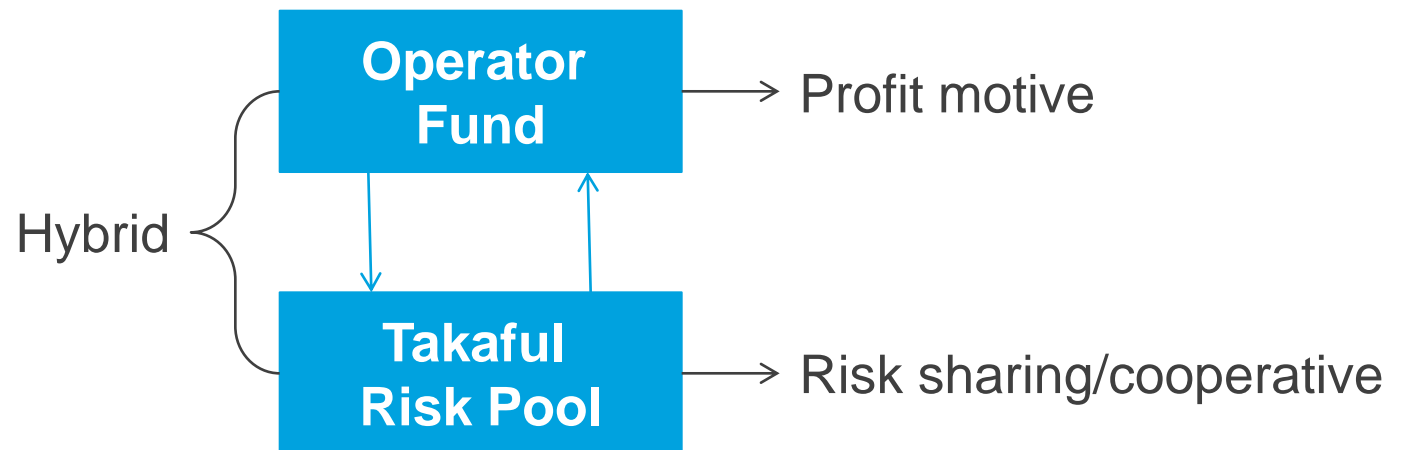 Operator
Fund
Profit motive
Hybrid
Takaful
Risk Pool
Risk sharing/cooperative